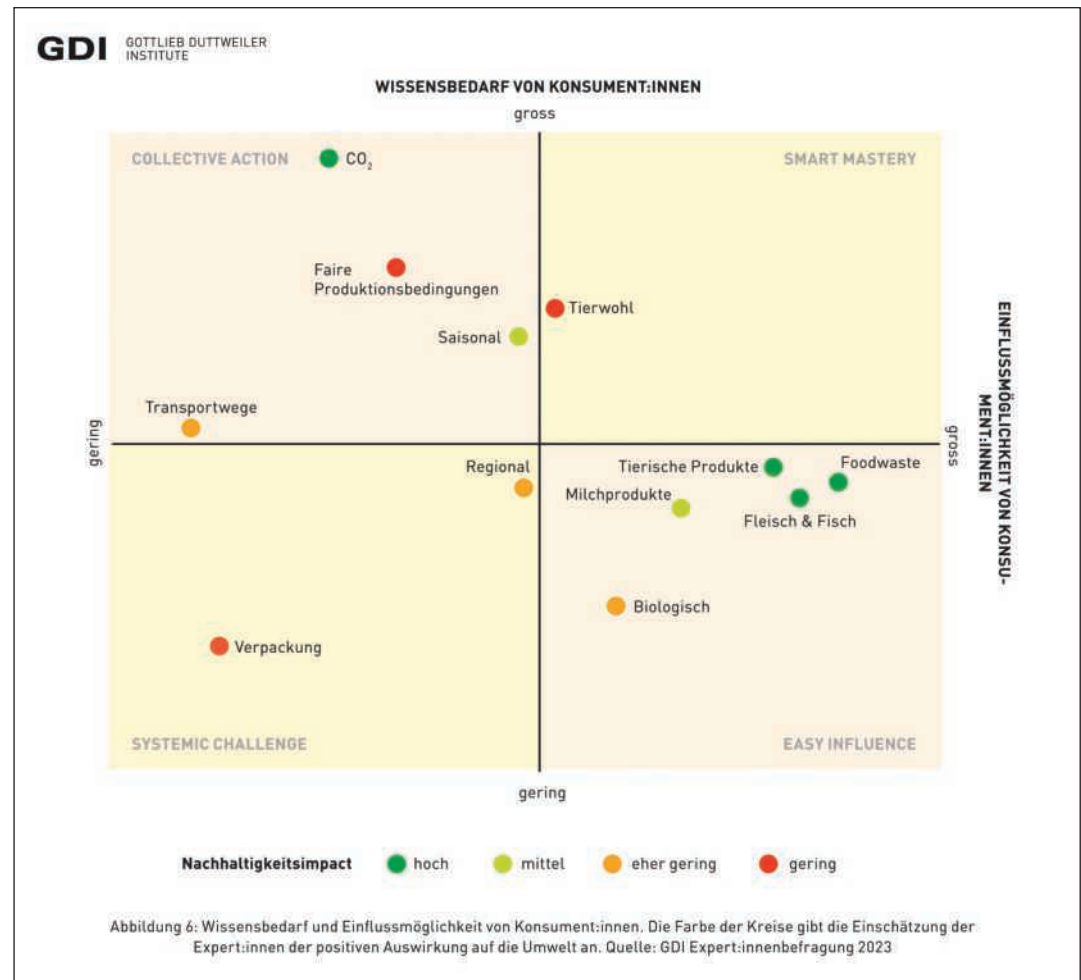 GDI GOTTLIEB DUTTWEILER
INSTITUTE
WISSENSBEDARF VON KONSUMENT:INNEN
gross
COLLECTIVE ACTION
CO₂
SMART MASTERY
Faire
Produktionsbedingungen
Tierwohl
Saisonal
Transportwege
gering
gross
EINFLUSSMÖGLICHKEIT VON KONSU-
MENT:INNEN
Regional
Tierische Produkte
Foodwaste
Milchprodukte
Fleisch & Fisch
Biologisch
Verpackung
SYSTEMIC CHALLENGE
EASY INFLUENCE
gering
Nachhaltigkeitsimpact hoch mittel eher gering gering
Abbildung 6: Wissensbedarf und Einflussmöglichkeit von Konsument:innen. Die Farbe der Kreise gibt die Einschätzung der
Expert:innen der positiven Auswirkung auf die Umwelt an. Quelle: GDI Expert:innenbefragung 2023